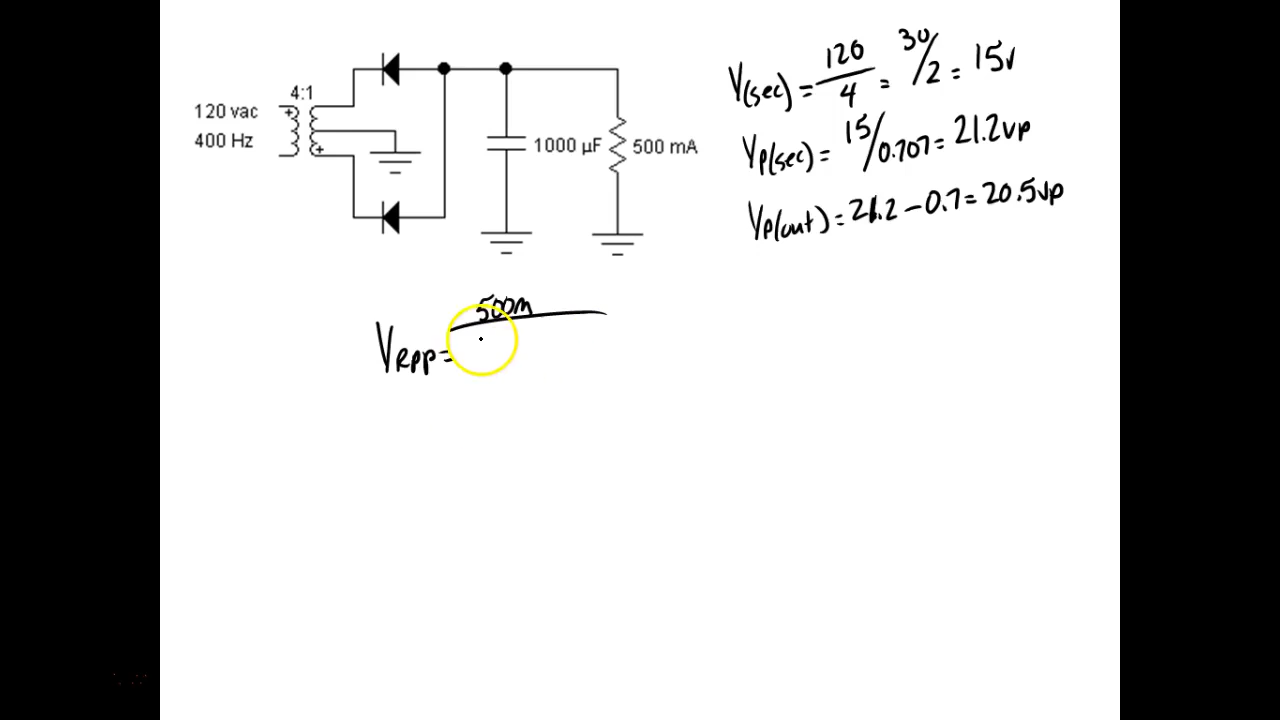 4:1
120 vac
400 Hz
+
+
1000 µF
500 mA
V(sec) = 120/4 = 30/2 = 15v
Vp(sec) = 15/0.707 = 21.2vp
Vp(out) = 21.2 - 0.7 = 20.5vp
500m
VRPP =